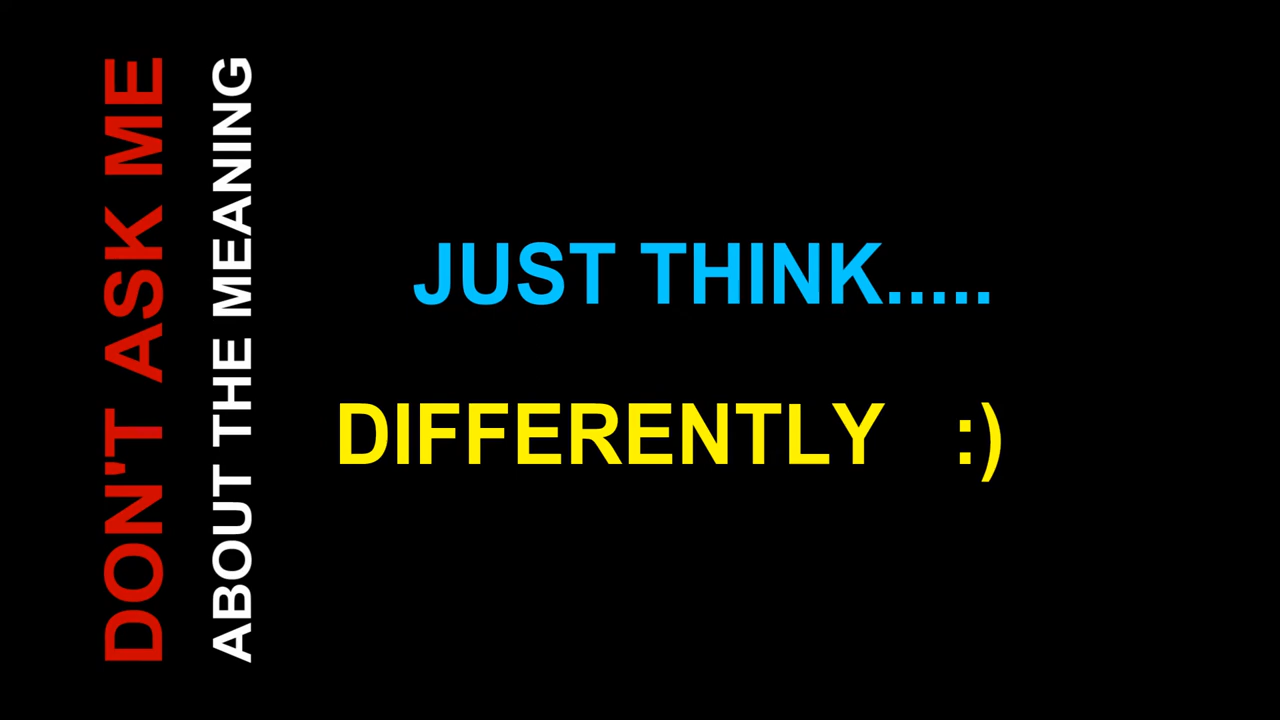 DON'T ASK ME
ABOUT THE MEANING
JUST THINK.....
DIFFERENTLY :)